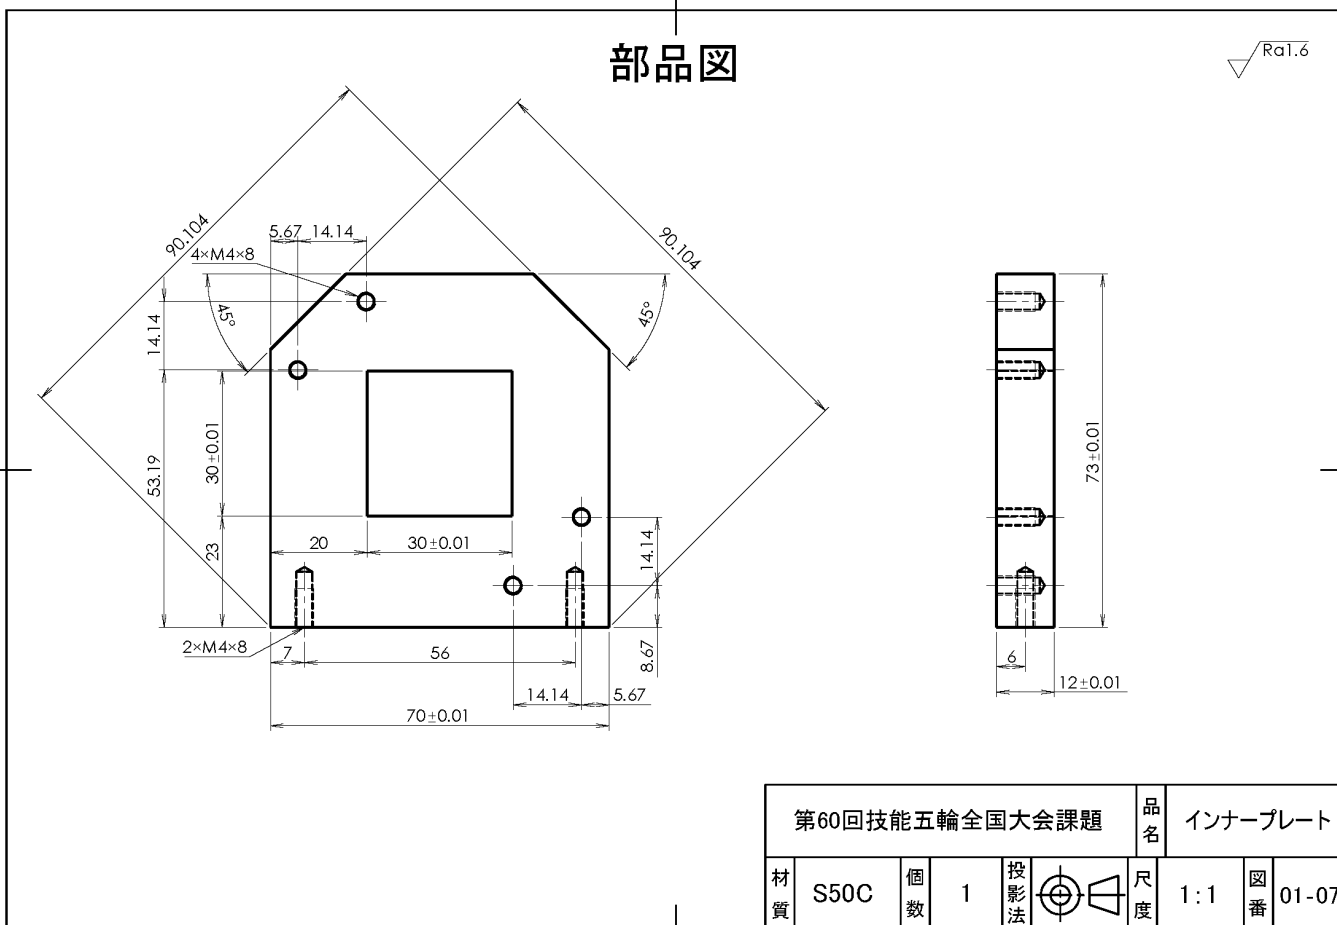 部品図
Ra1.6
90.104
90.104
5.67
14.14
4×M4×8
45°
45°
14.14
53.19
30±0.01
23
20
30±0.01
14.14
8.67
2×M4×8
7
56
14.14
5.67
70±0.01
73±0.01
6
12±0.01
第60回技能五輪全国大会課題
品名
インナープレート
材質
S50C
個数
1
投影法
尺度
1:1
図番
01-07